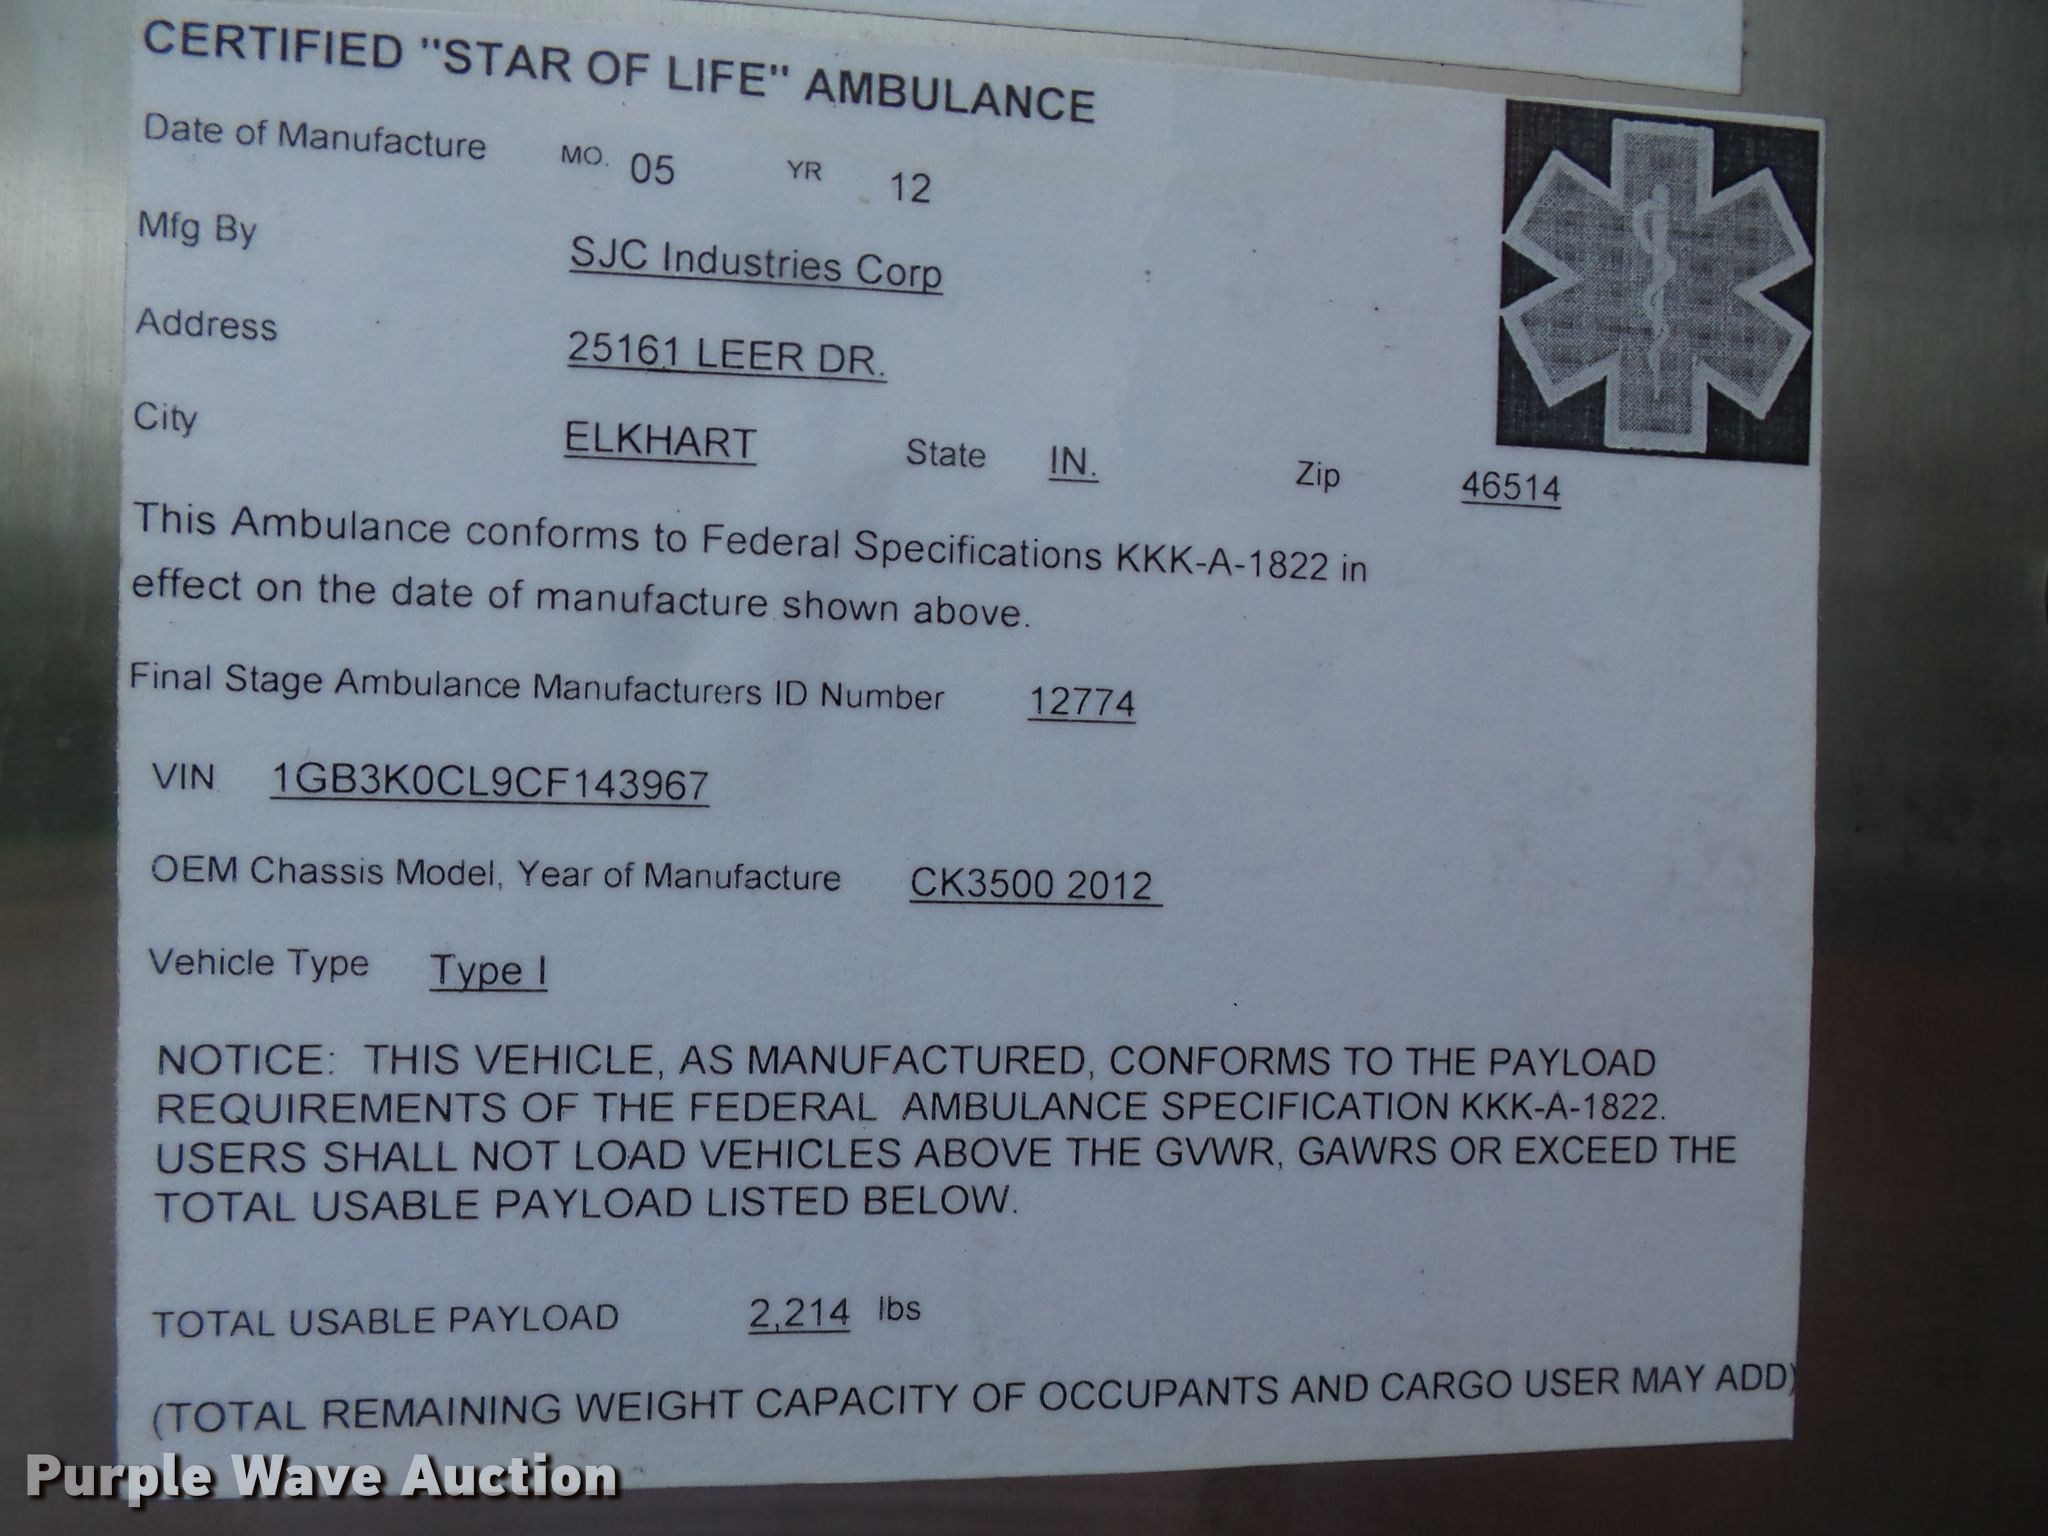 CERTIFIED "STAR OF LIFE" AMBULANCE
Date of Manufacture MO. 05 YR 12
Mfg By SJC Industries Corp
Address 25161 LEER DR.
City ELKHART State IN. Zip 46514
This Ambulance conforms to Federal Specifications KKK-A-1822 in
effect on the date of manufacture shown above.
Final Stage Ambulance Manufacturers ID Number 12774
VIN 1GB3K0CL9CF143967
OEM Chassis Model, Year of Manufacture CK3500 2012
Vehicle Type Type I
NOTICE: THIS VEHICLE, AS MANUFACTURED, CONFORMS TO THE PAYLOAD
REQUIREMENTS OF THE FEDERAL AMBULANCE SPECIFICATION KKK-A-1822.
USERS SHALL NOT LOAD VEHICLES ABOVE THE GVWR, GAWRS OR EXCEED THE
TOTAL USABLE PAYLOAD LISTED BELOW.
TOTAL USABLE PAYLOAD 2,214 lbs
(TOTAL REMAINING WEIGHT CAPACITY OF OCCUPANTS AND CARGO USER MAY ADD)
Purple Wave Auction